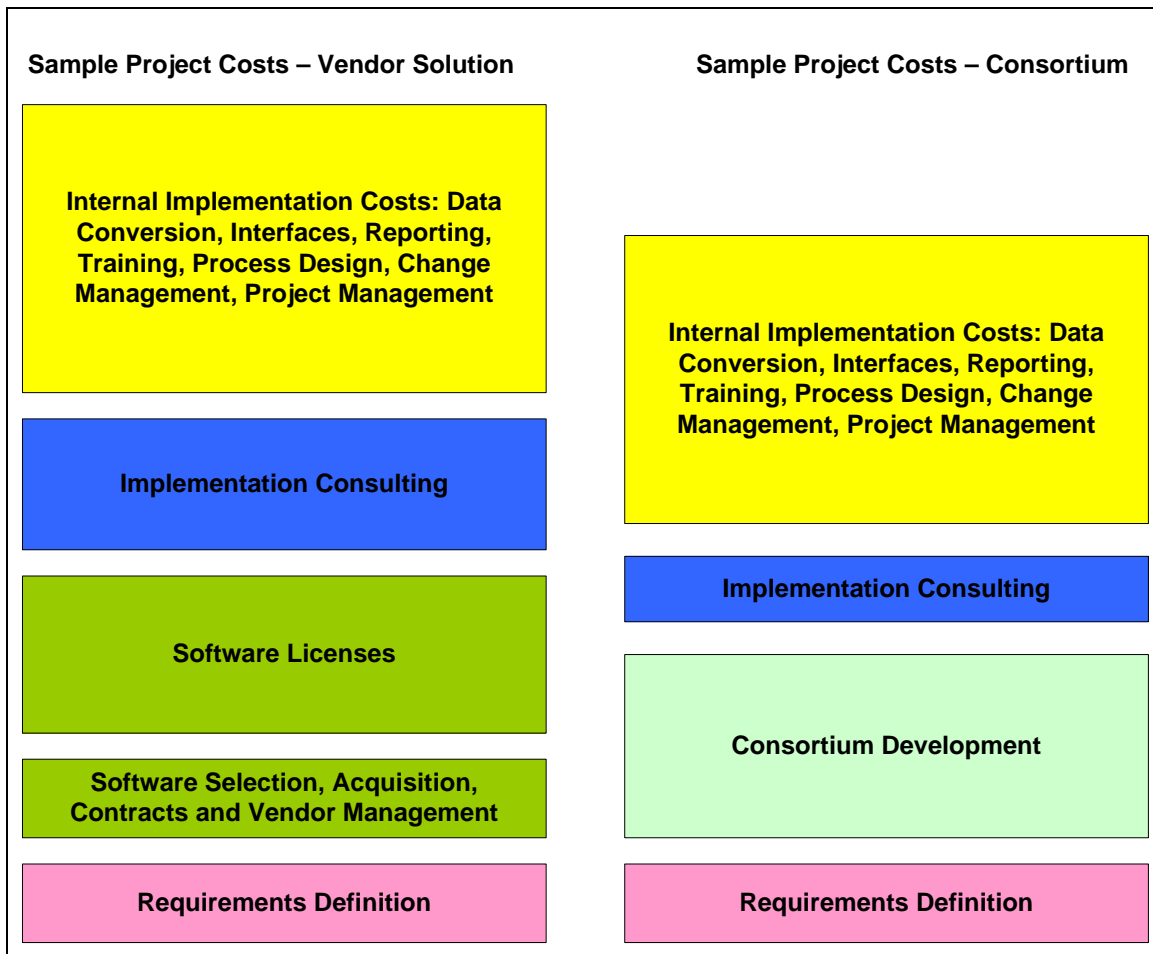 Sample Project Costs – Vendor Solution
Internal Implementation Costs: Data
Conversion, Interfaces, Reporting,
Training, Process Design, Change
Management, Project Management
Implementation Consulting
Software Licenses
Software Selection, Acquisition,
Contracts and Vendor Management
Requirements Definition
Sample Project Costs – Consortium
Internal Implementation Costs: Data
Conversion, Interfaces, Reporting,
Training, Process Design, Change
Management, Project Management
Implementation Consulting
Consortium Development
Requirements Definition